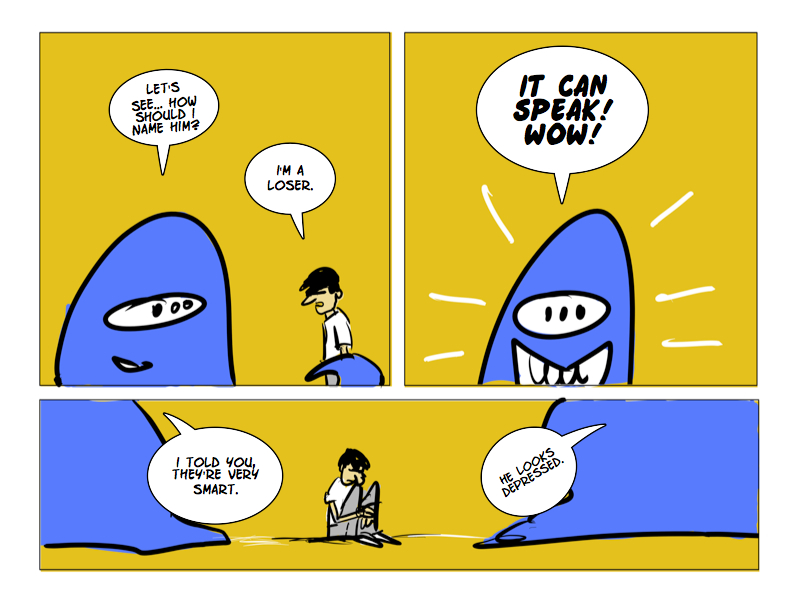 LET'S
SEE... HOW
SHOULD I
NAME HIM?
I'M A
LOSER.
IT CAN
SPEAK!
WOW!
I TOLD YOU,
THEY'RE VERY
SMART.
HE LOOKS
DEPRESSED.